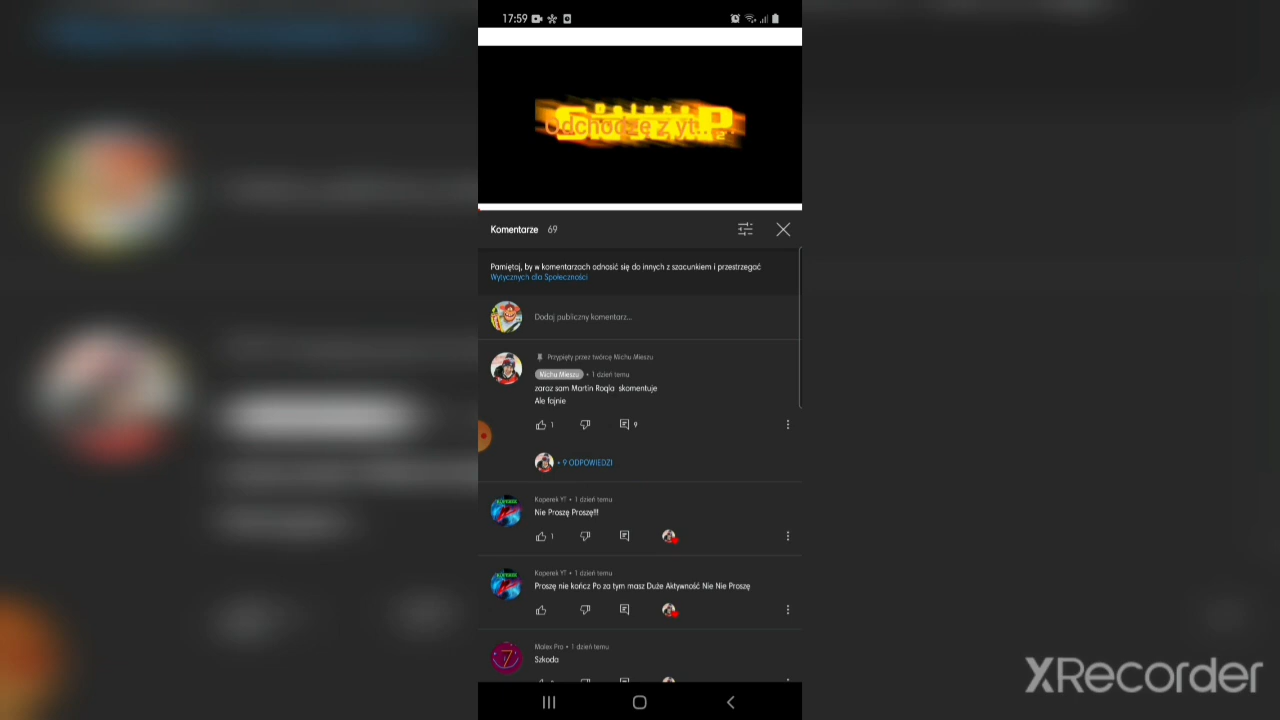 17:59
Deluxe
Odchodzę z yt.....
Komentarze 69
Pamiętaj, by w komentarzach odnosić się do innych z szacunkiem i przestrzegać
Wytycznych dla Społeczności
Dodaj publiczny komentarz...
Przypięty przez twórcę Michu Mieszu
Michu Mieszu • 1 dzień temu
zaraz sam Martin Roqla skomentuje
Ale fajnie
1 9
• 9 ODPOWIEDZI
Koperek YT • 1 dzień temu
Nie Proszę Proszę!!!
1
Koperek YT • 1 dzień temu
Proszę nie kończ Po za tym masz Duże Aktywność Nie Nie Proszę
Malex Pro • 1 dzień temu
Szkoda
XRecorder